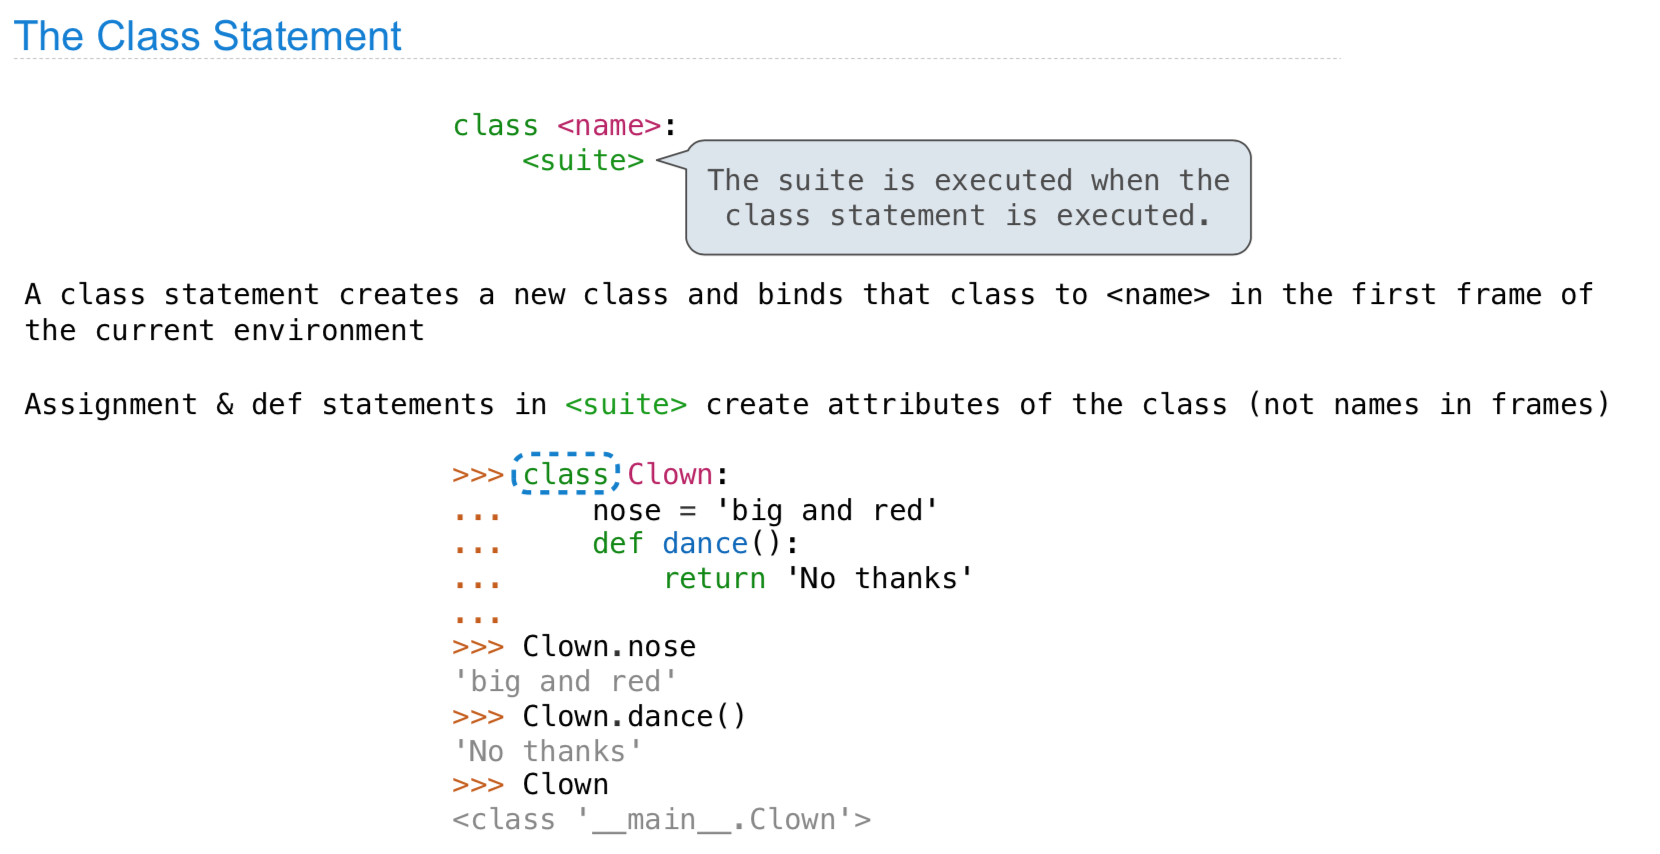 The Class Statement
class <name>:
    <suite>
The suite is executed when the
class statement is executed.
A class statement creates a new class and binds that class to <name> in the first frame of
the current environment
Assignment & def statements in <suite> create attributes of the class (not names in frames)
>>> class Clown:
...     nose = 'big and red'
...     def dance():
...         return 'No thanks'
...
>>> Clown.nose
'big and red'
>>> Clown.dance()
'No thanks'
>>> Clown
<class '__main__.Clown'>